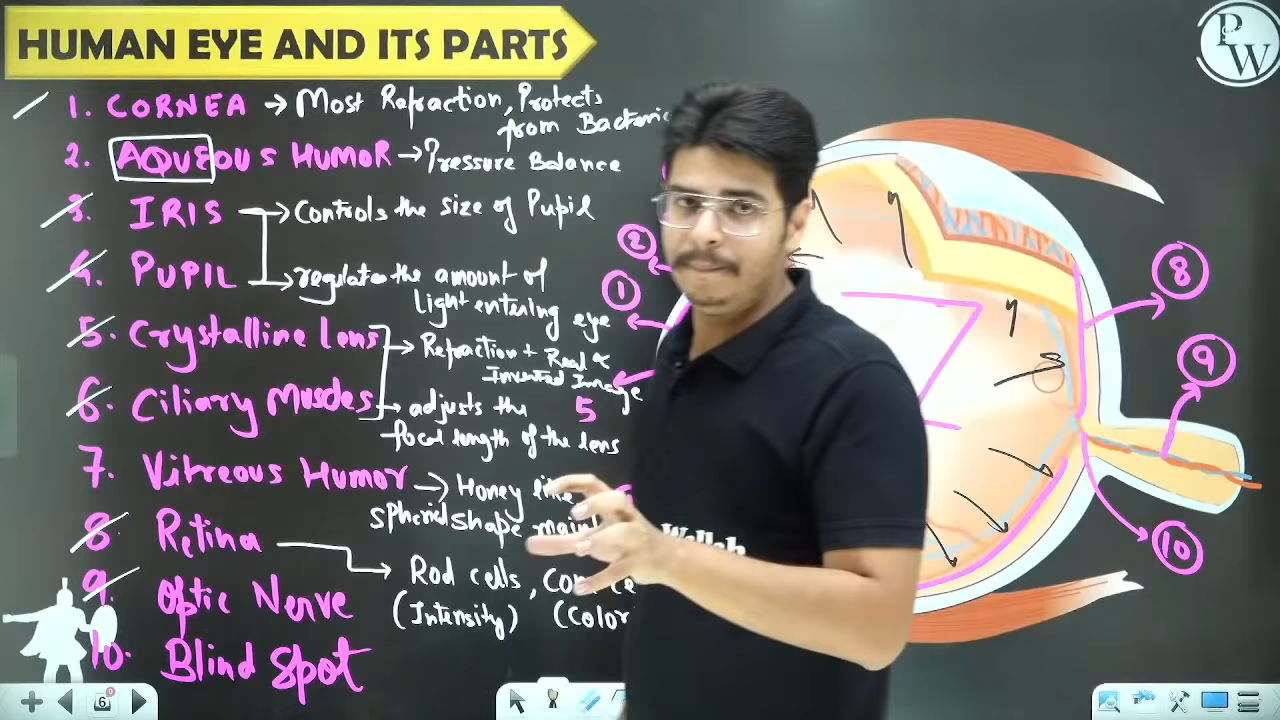 HUMAN EYE AND ITS PARTS
PW
1. CORNEA → Most Refraction, Protects
from Bacteria
2. AQUEOUS HUMOR → Pressure Balance
3. IRIS → Controls the size of Pupil
4. PUPIL → regulates the amount of
light entering eye
5. Crystalline lens → Refraction + Real &
Inverted Image
6. Ciliary Muscles → adjusts the
focal length of the lens
7. Vitreous Humor → Honey like
shape
8. Retina → Rod cells,
(Intensity) (Color
9. Optic Nerve
10. Blind Spot
2
1
5
8
9
10
6